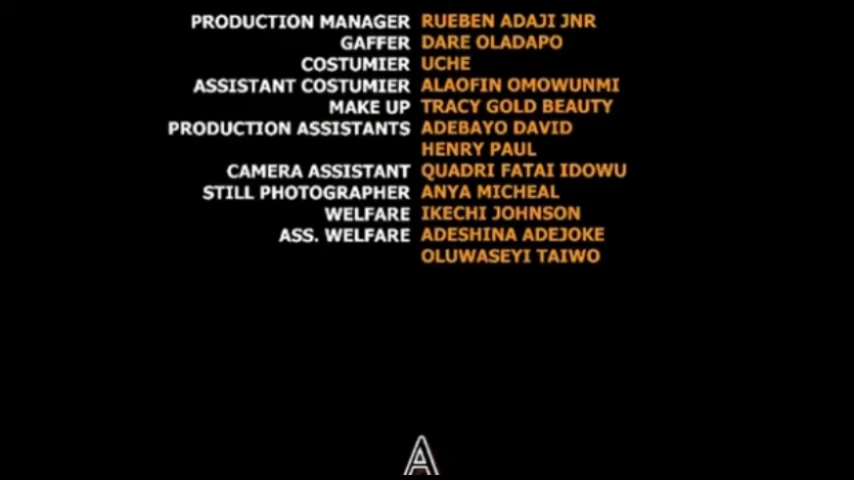 PRODUCTION MANAGER RUEBEN ADAJI JNR
GAFFER DARE OLADAPO
COSTUMIER UCHE
ASSISTANT COSTUMIER ALAOFIN OMOWUNMI
MAKE UP TRACY GOLD BEAUTY
PRODUCTION ASSISTANTS ADEBAYO DAVID
HENRY PAUL
CAMERA ASSISTANT QUADRI FATAI IDOWU
STILL PHOTOGRAPHER ANYA MICHEAL
WELFARE IKECHI JOHNSON
ASS. WELFARE ADESHINA ADEJOKE
OLUWASEYI TAIWO
A